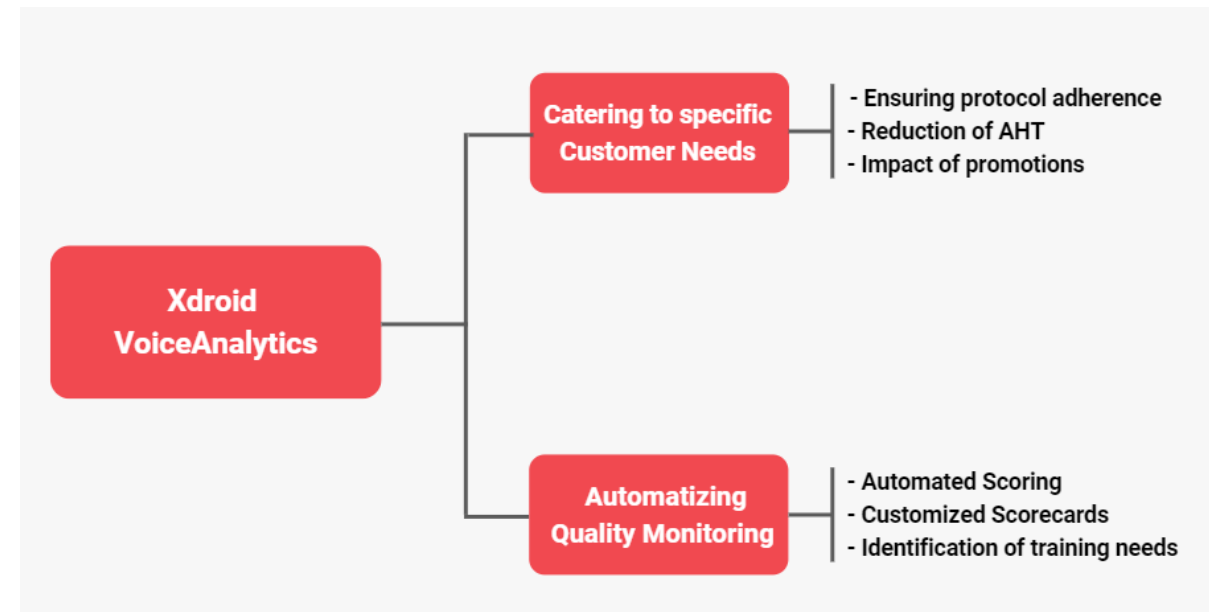 Catering to specific
Customer Needs
- Ensuring protocol adherence
- Reduction of AHT
- Impact of promotions
Xdroid
VoiceAnalytics
Automatizing
Quality Monitoring
- Automated Scoring
- Customized Scorecards
- Identification of training needs